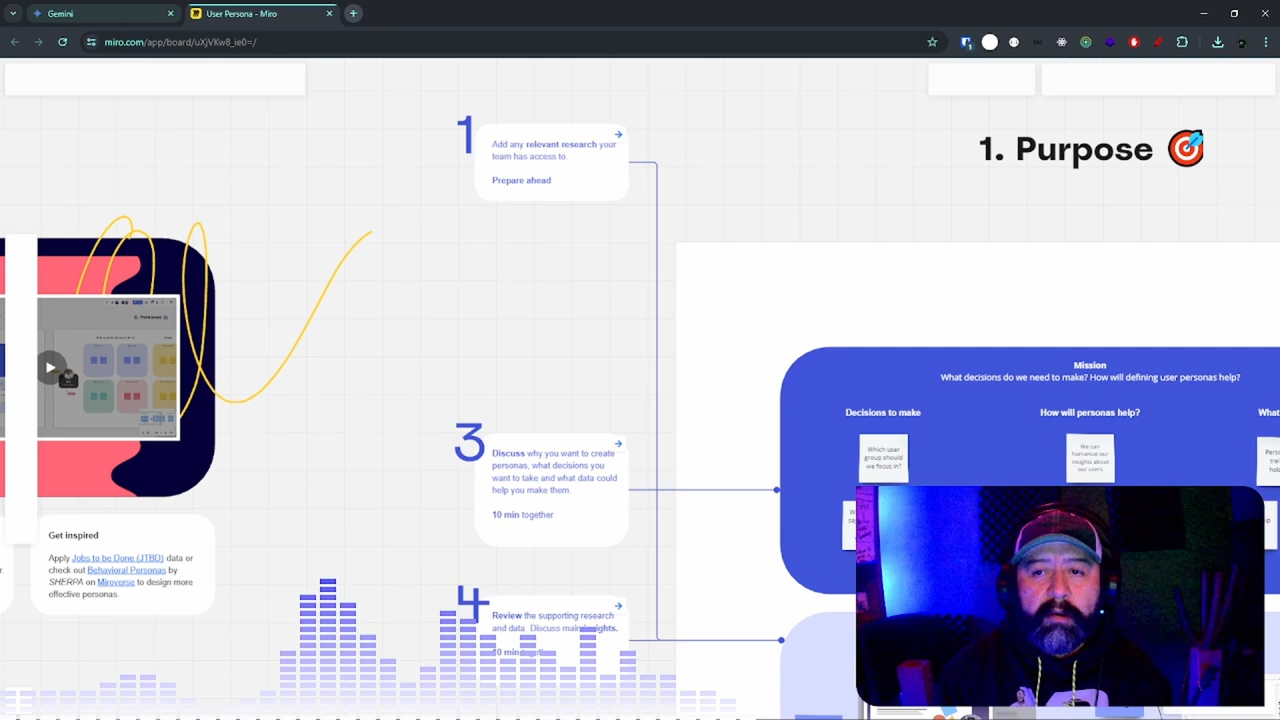 Gemini
User Persona - Miro
miro.com/app/board/uXjVKw8_ie0=/
1
Add any relevant research your
team has access to.
Prepare ahead
1. Purpose
Mission
What decisions do we need to make? How will defining user personas help?
Decisions to make
How will personas help?
Which user
group should
we focus in?
We can
humanise our
insights about
our users
3
Discuss why you want to create
personas, what decisions you
want to take and what data could
help you make them.
10 min together
Get inspired
Apply Jobs to be Done (JTBD) data or
check out Behavioral Personas by
SHERPA on Miroverse to design more
effective personas.
4
Review the supporting research
and data. Discuss main insights.